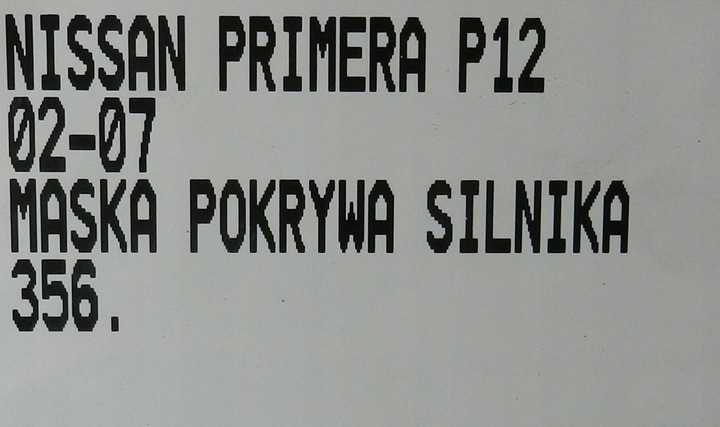 NISSAN PRIMERA P12
02-07
MASKA POKRYWA SILNIKA
356.